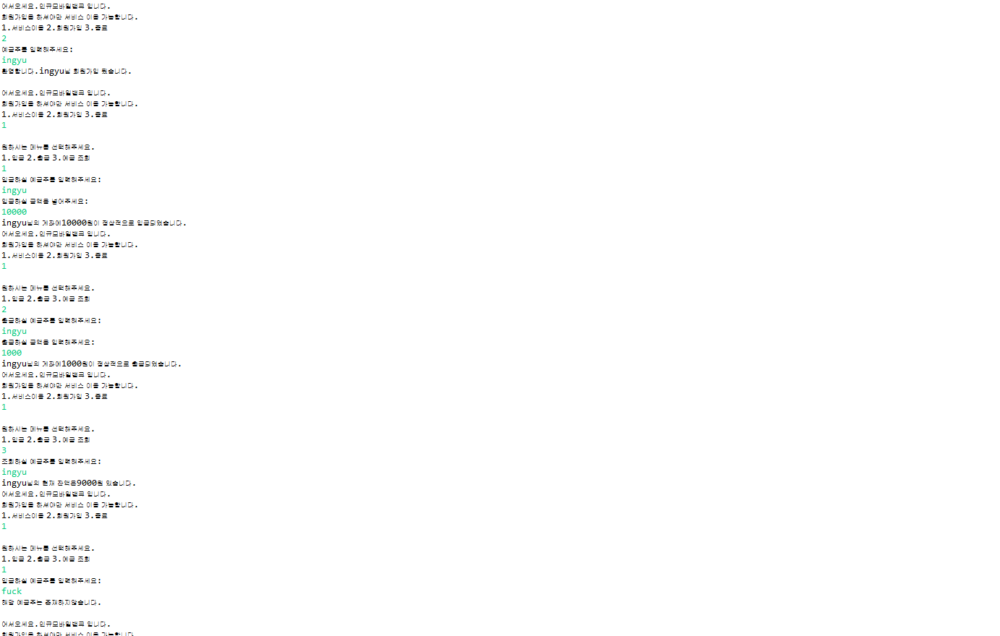 어서오세요.인규모바일뱅크 입니다.
회원가입을 하셔야만 서비스 이용 가능합니다.
1.서비스이용 2.회원가입 3.종료
2
예금주를 입력해주세요:
ingyu
환영합니다.ingyu님 회원가입 됐습니다.
어서오세요.인규모바일뱅크 입니다.
회원가입을 하셔야만 서비스 이용 가능합니다.
1.서비스이용 2.회원가입 3.종료
1
원하시는 메뉴를 선택해주세요.
1.입금 2.출금 3.예금 조회
1
입금하실 예금주를 입력해주세요:
ingyu
입금하실 금액을 넣어주세요:
10000
ingyu님의 계좌에10000원이 정상적으로 입금되었습니다.
어서오세요.인규모바일뱅크 입니다.
회원가입을 하셔야만 서비스 이용 가능합니다.
1.서비스이용 2.회원가입 3.종료
1
원하시는 메뉴를 선택해주세요.
1.입금 2.출금 3.예금 조회
2
출금하실 예금주를 입력해주세요:
ingyu
출금하실 금액을 입력해주세요:
1000
ingyu님의 계좌에1000원이 정상적으로 출금되었습니다.
어서오세요.인규모바일뱅크 입니다.
회원가입을 하셔야만 서비스 이용 가능합니다.
1.서비스이용 2.회원가입 3.종료
1
원하시는 메뉴를 선택해주세요.
1.입금 2.출금 3.예금 조회
3
조회하실 예금주를 입력해주세요:
ingyu
ingyu님의 현재 잔액은9000원 있습니다.
어서오세요.인규모바일뱅크 입니다.
회원가입을 하셔야만 서비스 이용 가능합니다.
1.서비스이용 2.회원가입 3.종료
1
원하시는 메뉴를 선택해주세요.
1.입금 2.출금 3.예금 조회
1
입금하실 예금주를 입력해주세요:
fuck
해당 예금주는 존재하지않습니다.
어서오세요.인규모바일뱅크 입니다.
회원가입을 하셔야만 서비스 이용 가능합니다.